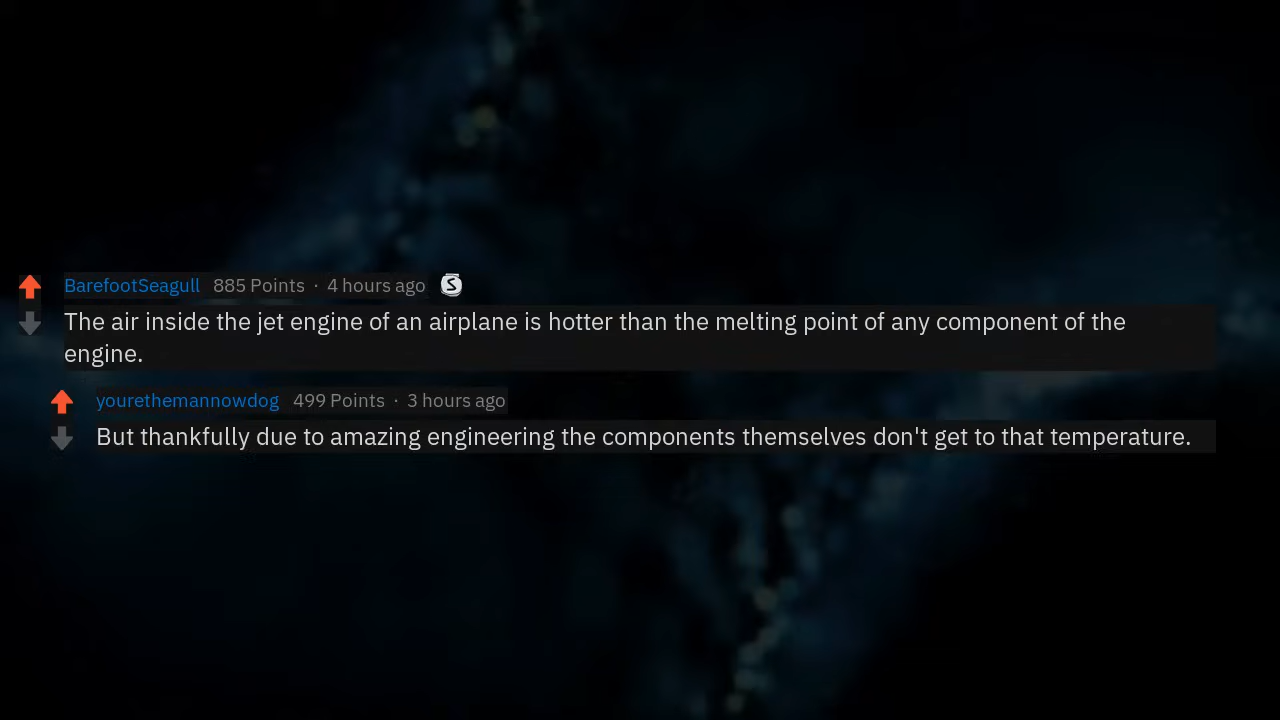 BarefootSeagull 885 Points · 4 hours ago S
The air inside the jet engine of an airplane is hotter than the melting point of any component of the
engine.
yourethemannowdog 499 Points · 3 hours ago
But thankfully due to amazing engineering the components themselves don't get to that temperature.